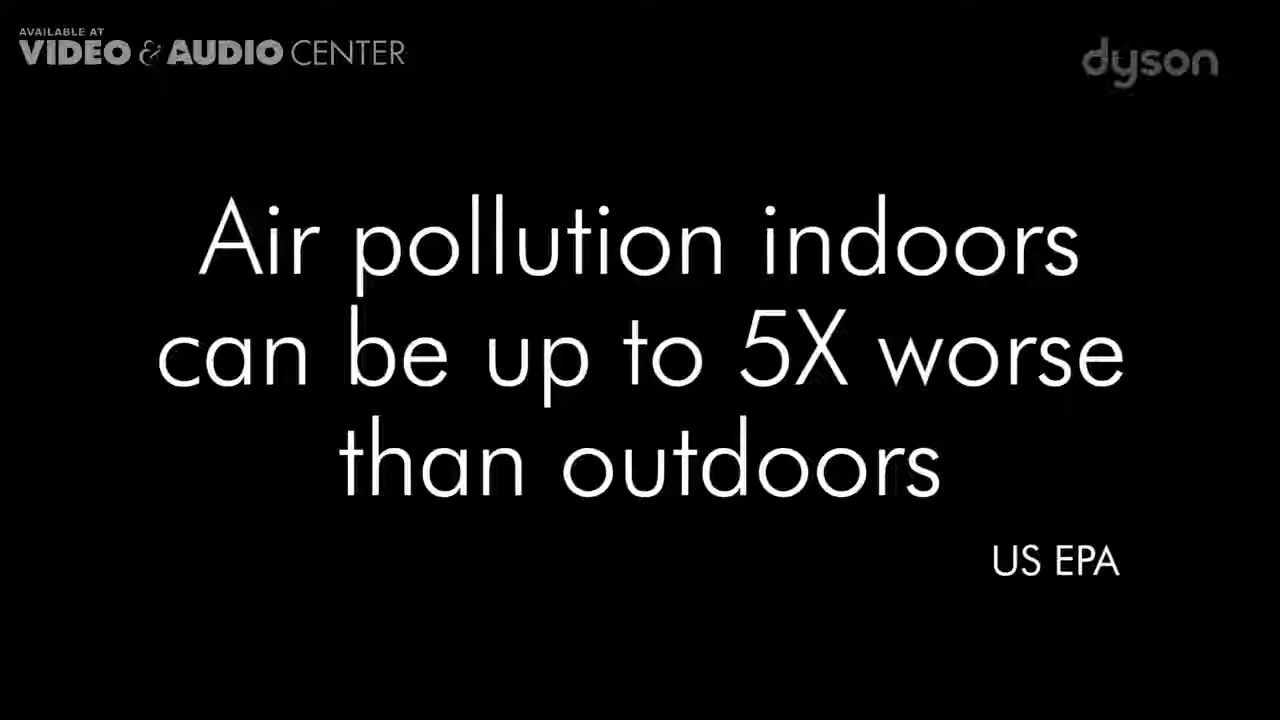 AVAILABLE AT
VIDEO & AUDIO CENTER
dyson
Air pollution indoors
can be up to 5X worse
than outdoors
US EPA